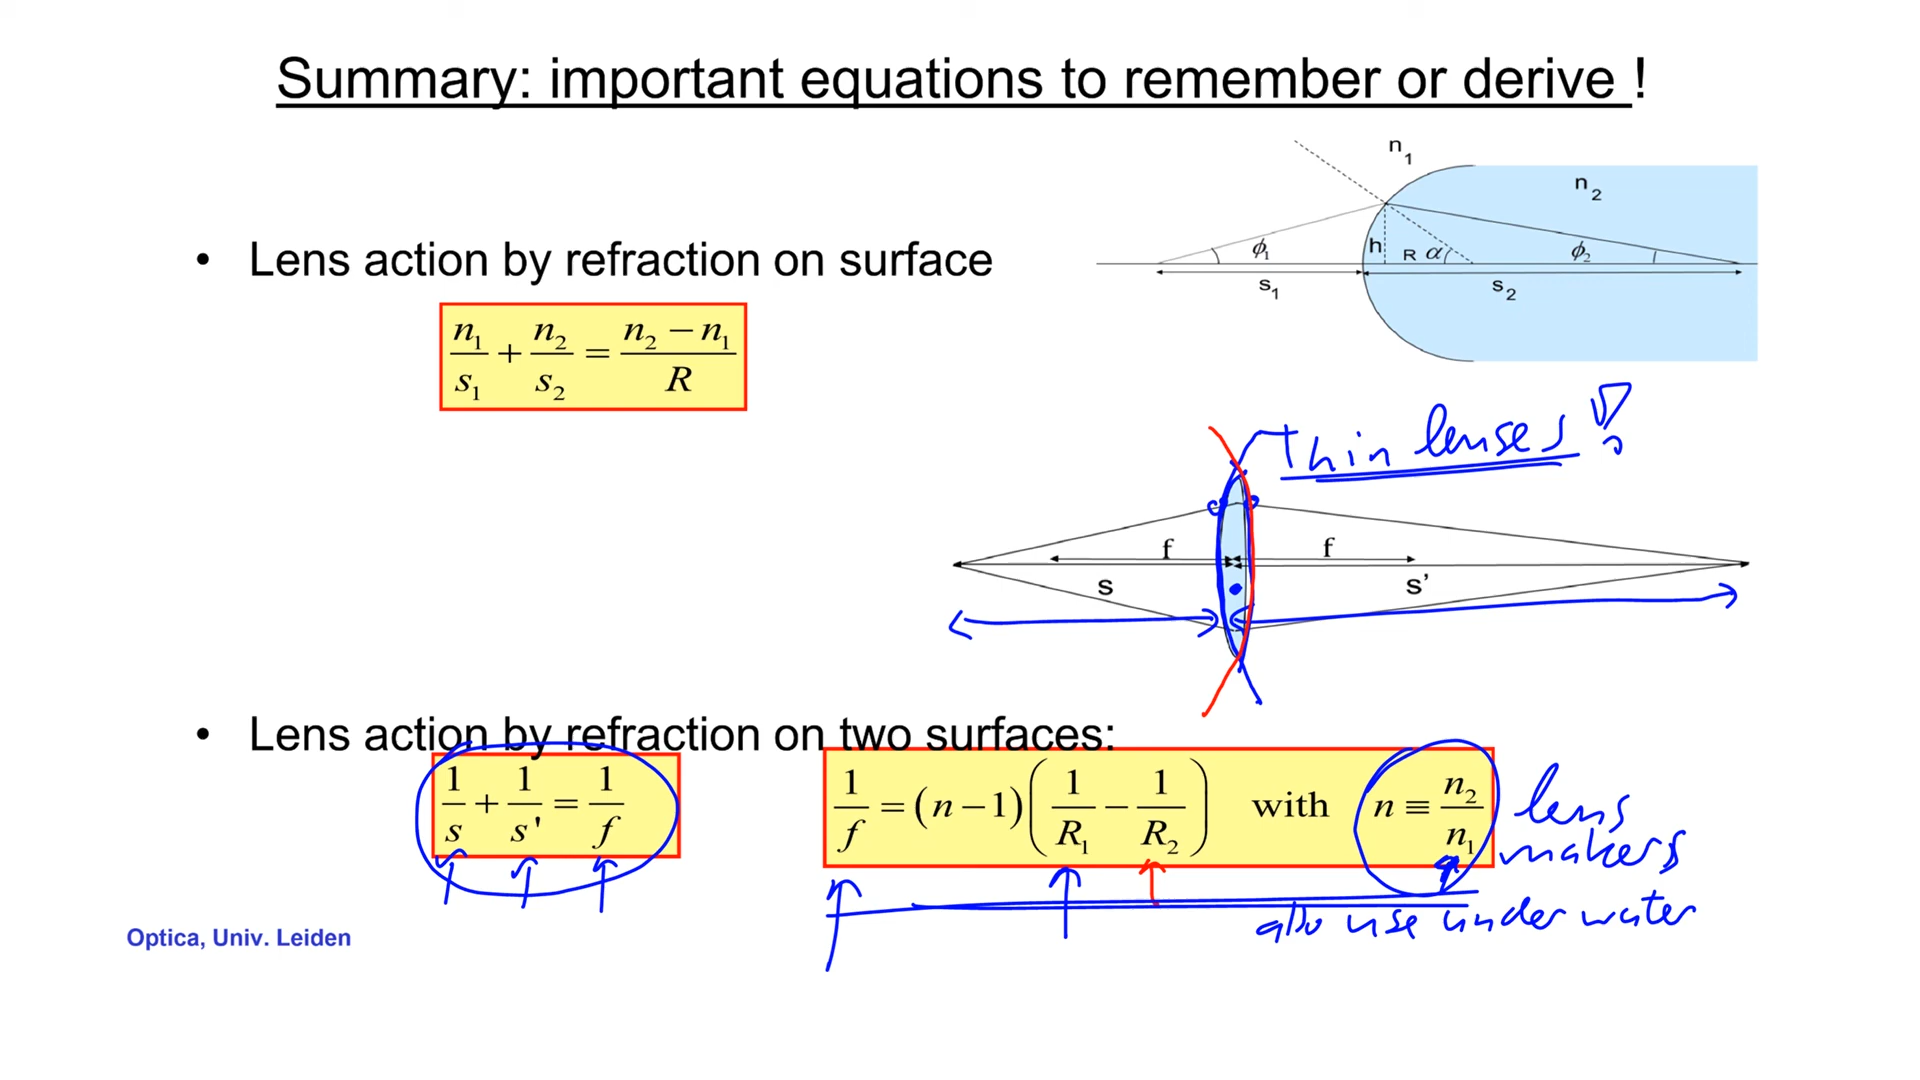 Summary: important equations to remember or derive !
n₁
n₂
• Lens action by refraction on surface
h R α ϕ₁ ϕ₂
s₁ s₂
n₁/s₁ + n₂/s₂ = (n₂ − n₁)/R
Thin lenses !
f f
s s’
• Lens action by refraction on two surfaces:
1/s + 1/s' = 1/f
1/f = (n − 1)(1/R₁ − 1/R₂) with n ≡ n₂/n₁
lens
makers
also use under water
Optica, Univ. Leiden